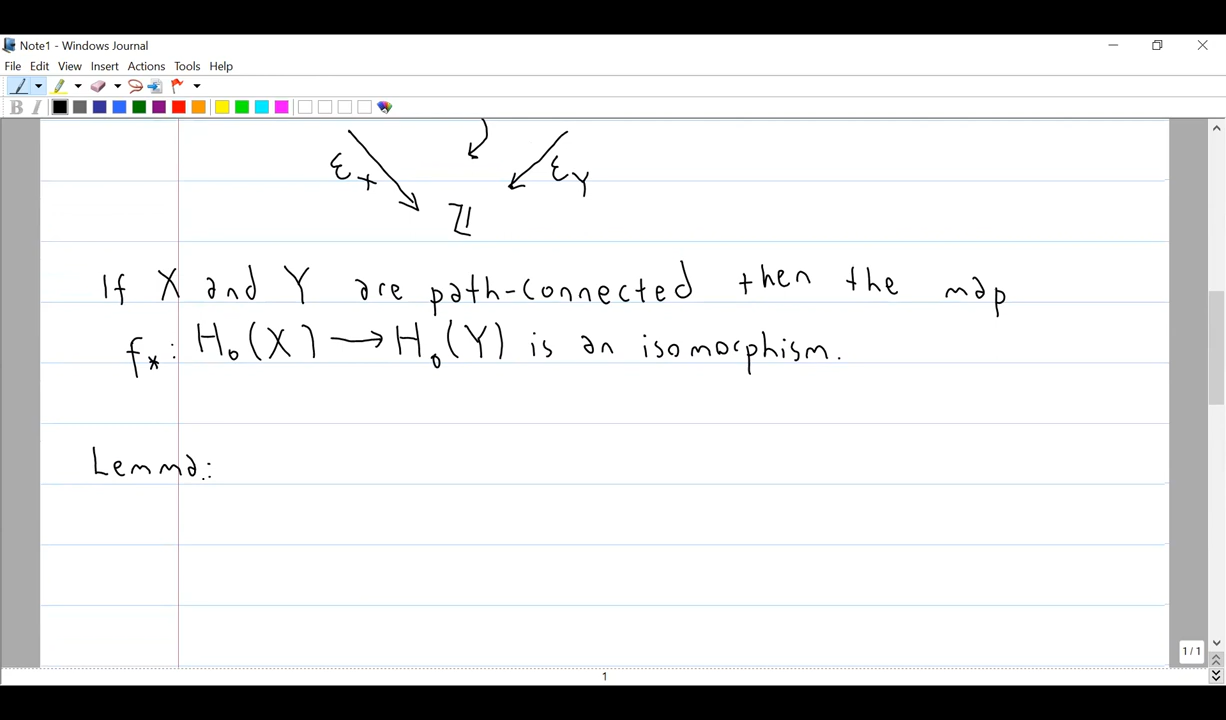 Note1 - Windows Journal
File Edit View Insert Actions Tools Help
B I
ε_X ε_Y
ℤ
If X and Y are path-connected then the map
f_*: H_0(X) → H_0(Y) is an isomorphism.
Lemma:
1 / 1
1